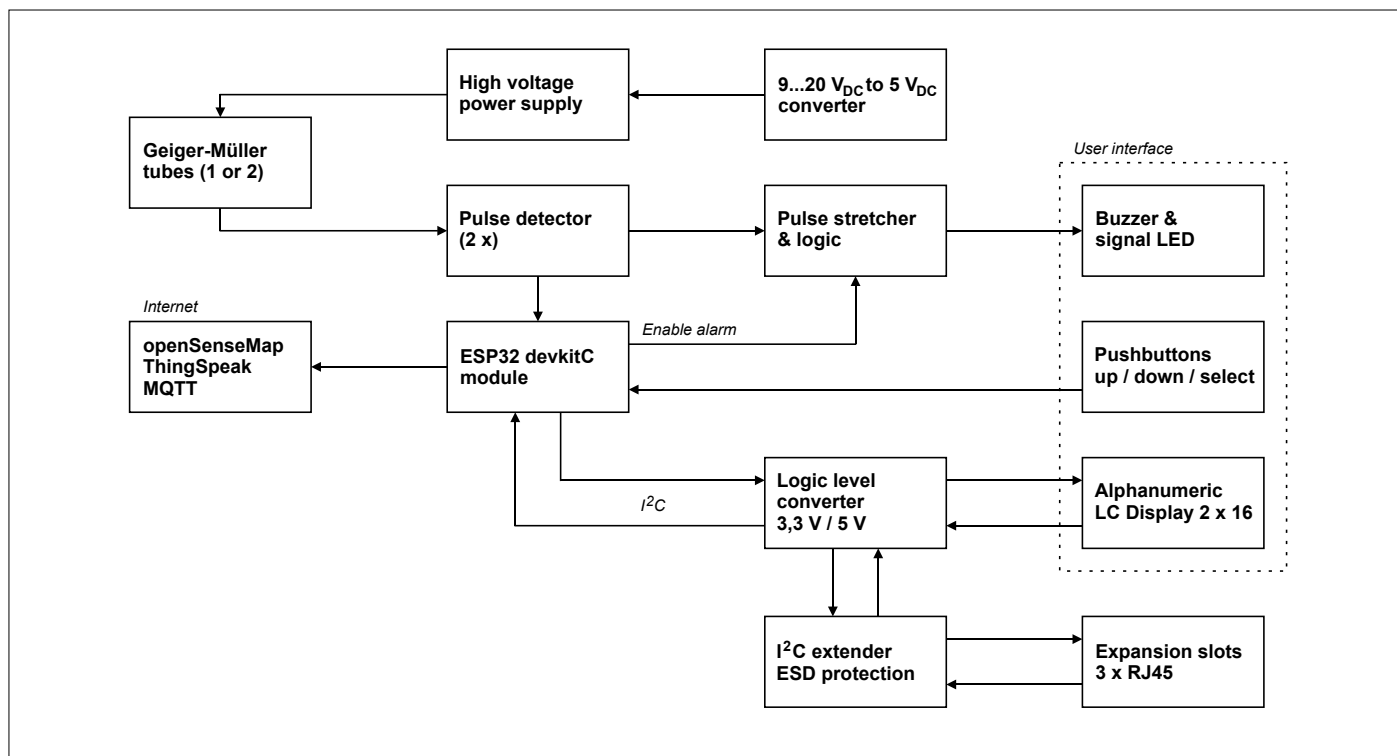 High voltage
power supply
9...20 V_DC to 5 V_DC
converter
Geiger-Müller
tubes (1 or 2)
User interface
Pulse detector
(2 x)
Pulse stretcher
& logic
Buzzer &
signal LED
Internet
openSenseMap
ThingSpeak
MQTT
ESP32 devkitC
module
Enable alarm
Pushbuttons
up / down / select
I²C
Logic level
converter
3,3 V / 5 V
Alphanumeric
LC Display 2 x 16
I²C extender
ESD protection
Expansion slots
3 x RJ45